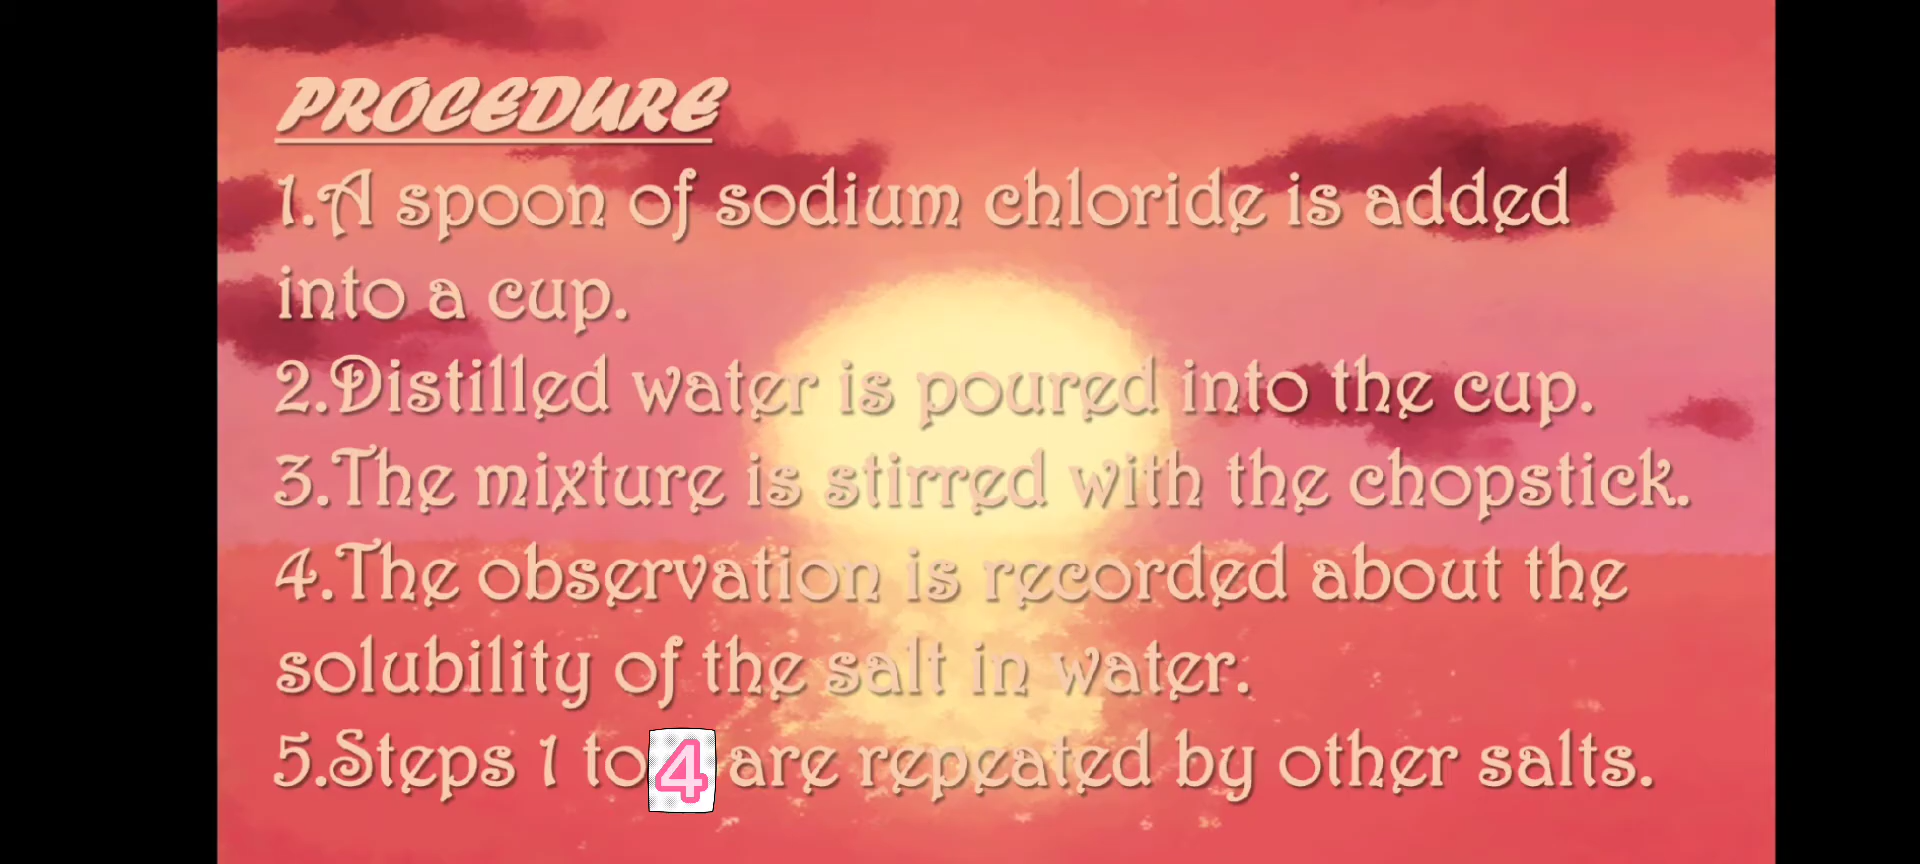 PROCEDURE
1.A spoon of sodium chloride is added
into a cup.
2.Distilled water is poured into the cup.
3.The mixture is stirred with the chopstick.
4.The observation is recorded about the
solubility of the salt in water.
5.Steps 1 to 4 are repeated by other salts.